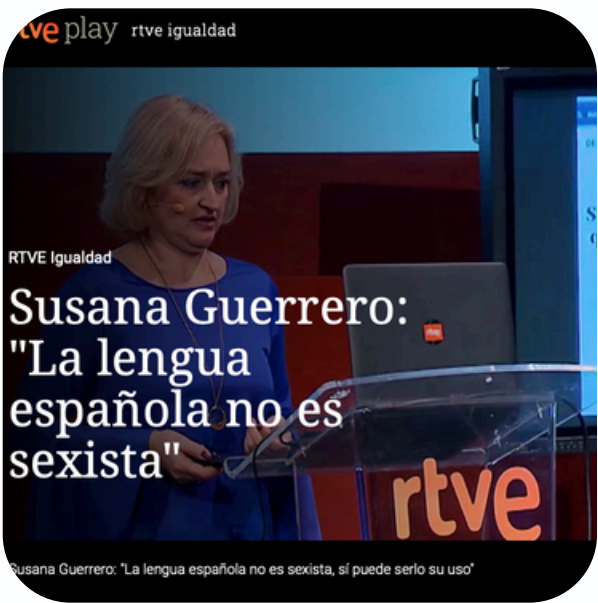 rtve play rtve igualdad
RTVE Igualdad
Susana Guerrero:
"La lengua
española no es
sexista"
rtve
Susana Guerrero: "La lengua española no es sexista, sí puede serlo su uso"